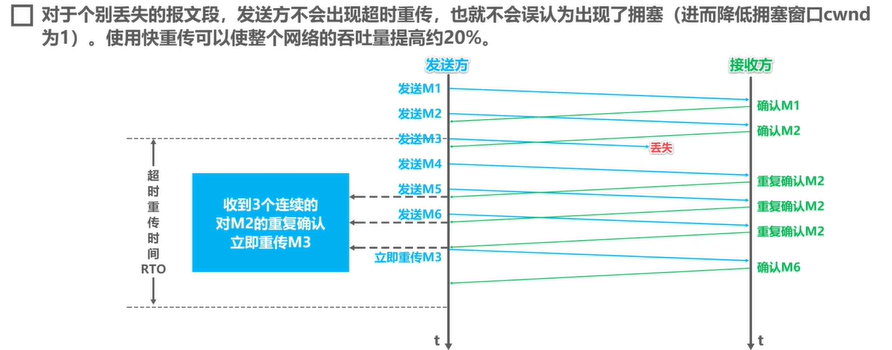 对于个别丢失的报文段，发送方不会出现超时重传，也就不会误认为出现了拥塞（进而降低拥塞窗口cwnd
为1）。使用快重传可以使整个网络的吞吐量提高约20%。
发送方
接收方
发送M1
确认M1
发送M2
确认M2
发送M3
丢失
发送M4
重复确认M2
发送M5
重复确认M2
发送M6
重复确认M2
立即重传M3
确认M6
超时重传时间RTO
收到3个连续的
对M2的重复确认
立即重传M3
t
t